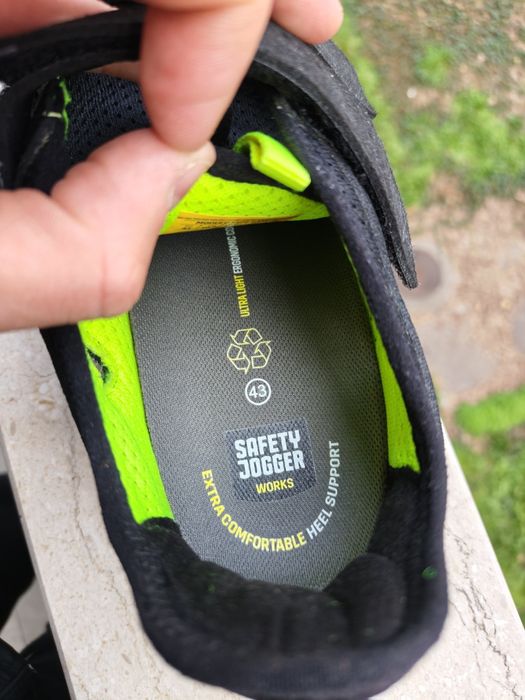 ULTRA LIGHT ERGONOMIC
43
SAFETY
JOGGER
WORKS
EXTRA COMFORTABLE HEEL SUPPORT